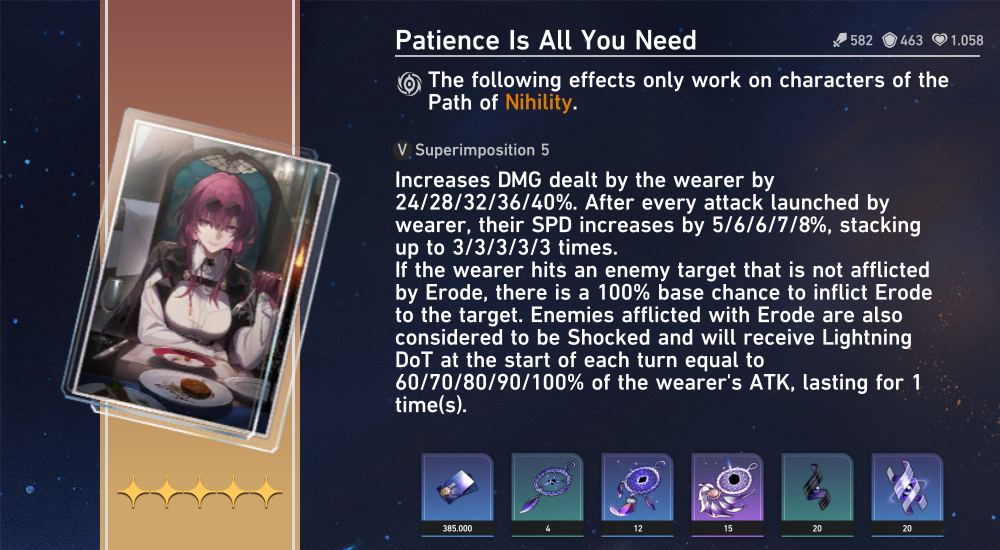 Patience Is All You Need
582 463 1.058
The following effects only work on characters of the
Path of Nihility.
V Superimposition 5
Increases DMG dealt by the wearer by
24/28/32/36/40%. After every attack launched by
wearer, their SPD increases by 5/6/6/7/8%, stacking
up to 3/3/3/3/3 times.
If the wearer hits an enemy target that is not afflicted
by Erode, there is a 100% base chance to inflict Erode
to the target. Enemies afflicted with Erode are also
considered to be Shocked and will receive Lightning
DoT at the start of each turn equal to
60/70/80/90/100% of the wearer's ATK, lasting for 1
time(s).
385.000 4 12 15 20 20